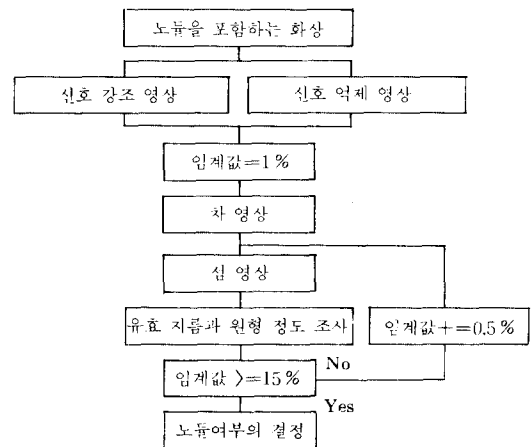 노듈을 포함하는 화상
신호 강조 영상
신호 억제 영상
임계값=1%
차 영상
섬 영상
유효 지름과 원형 정도 조사
임계값+=0.5%
임계값 >=15%
No
Yes
노듈여부의 결정